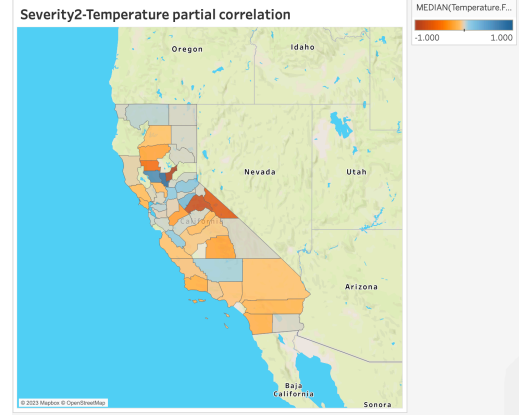 Severity2-Temperature partial correlation
MEDIAN(Temperature.F...
-1.000 1.000
Oregon
Idaho
Nevada
Utah
California
Arizona
Baja
California
Sonora
© 2023 Mapbox © OpenStreetMap